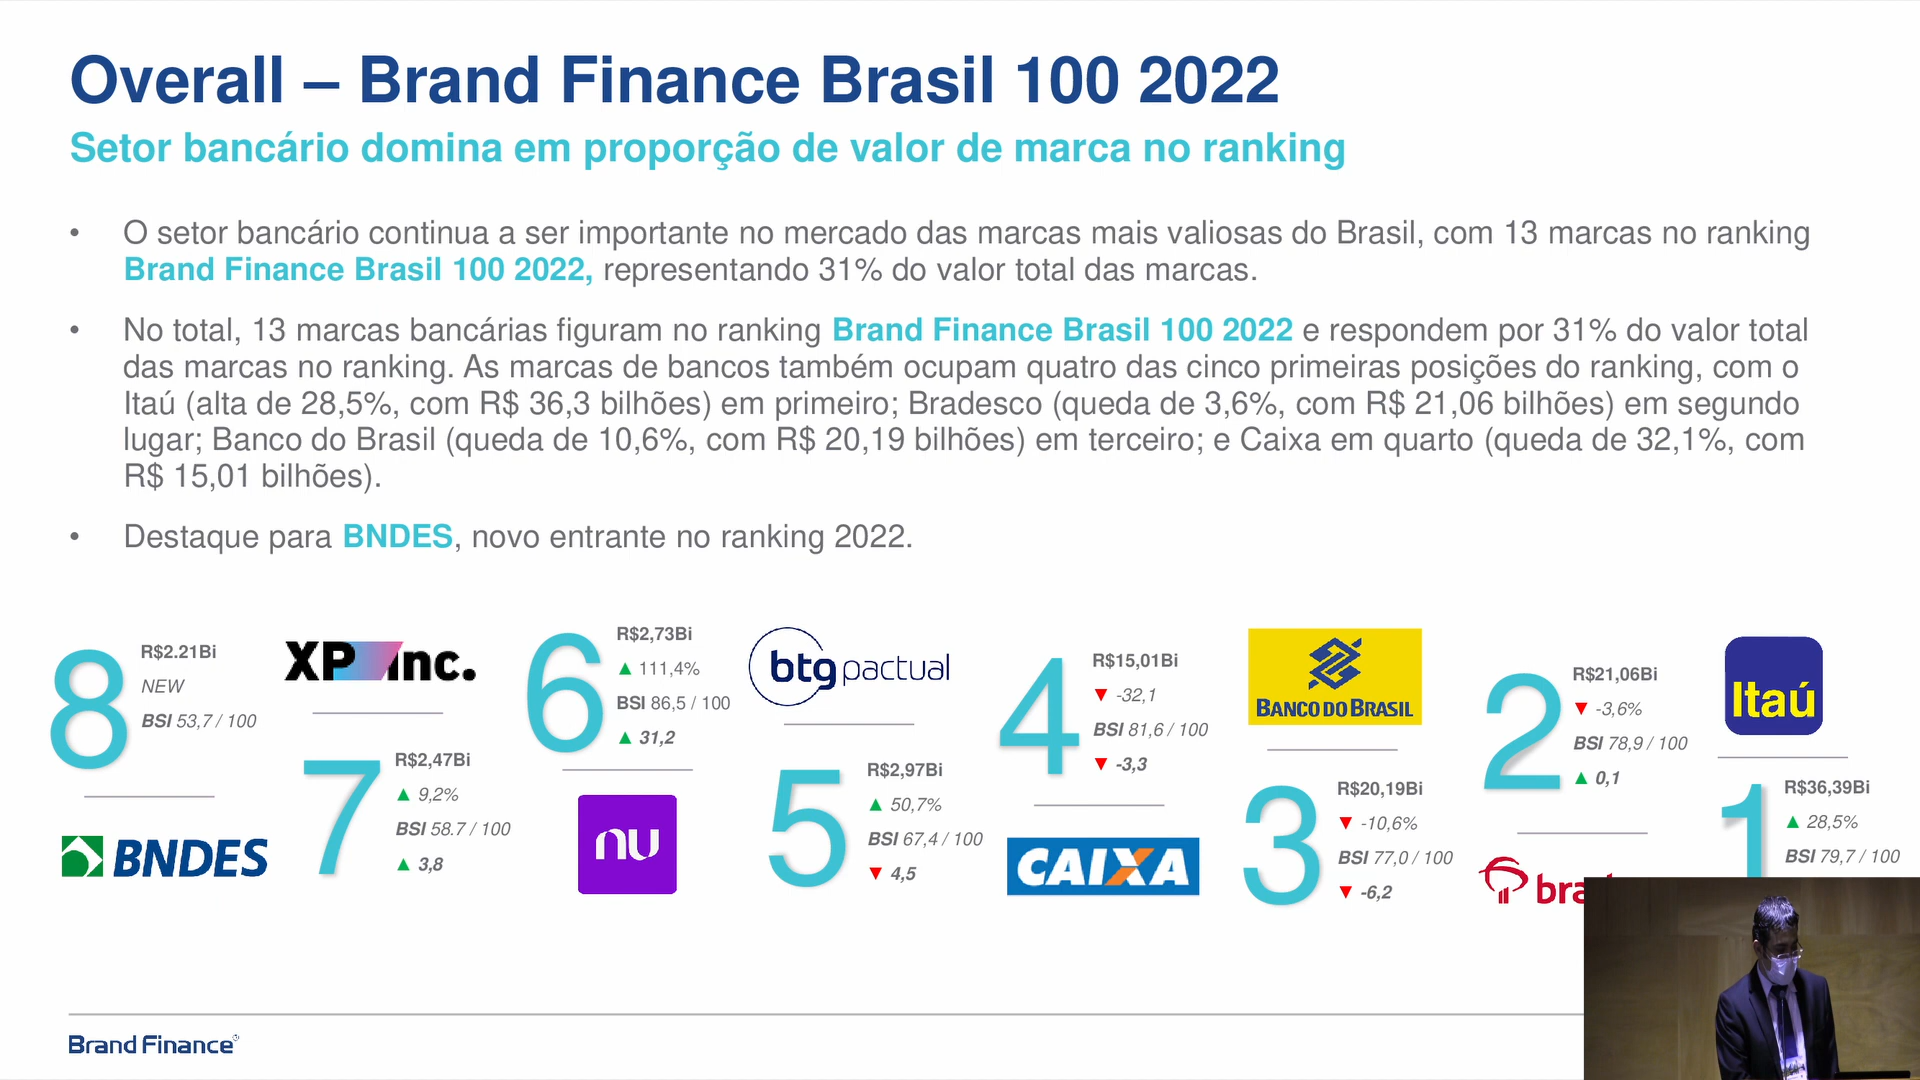 Overall – Brand Finance Brasil 100 2022
Setor bancário domina em proporção de valor de marca no ranking
• O setor bancário continua a ser importante no mercado das marcas mais valiosas do Brasil, com 13 marcas no ranking
Brand Finance Brasil 100 2022, representando 31% do valor total das marcas.
• No total, 13 marcas bancárias figuram no ranking Brand Finance Brasil 100 2022 e respondem por 31% do valor total
das marcas no ranking. As marcas de bancos também ocupam quatro das cinco primeiras posições do ranking, com o
Itaú (alta de 28,5%, com R$ 36,3 bilhões) em primeiro; Bradesco (queda de 3,6%, com R$ 21,06 bilhões) em segundo
lugar; Banco do Brasil (queda de 10,6%, com R$ 20,19 bilhões) em terceiro; e Caixa em quarto (queda de 32,1%, com
R$ 15,01 bilhões).
• Destaque para BNDES, novo entrante no ranking 2022.
8
R$2.21Bi
NEW
BSI 53,7 / 100
BNDES
XP Inc.
7
R$2,47Bi
▲ 9,2%
BSI 58.7 / 100
▲ 3,8
6
R$2,73Bi
▲ 111,4%
BSI 86,5 / 100
▲ 31,2
nu
btg pactual
5
R$2,97Bi
▲ 50,7%
BSI 67,4 / 100
▼ 4,5
4
R$15,01Bi
▼ -32,1
BSI 81,6 / 100
▼ -3,3
CAIXA
BANCO DO BRASIL
3
R$20,19Bi
▼ -10,6%
BSI 77,0 / 100
▼ -6,2
2
R$21,06Bi
▼ -3,6%
BSI 78,9 / 100
▲ 0,1
bra
Itaú
1
R$36,39Bi
▲ 28,5%
BSI 79,7 / 100
Brand Finance®